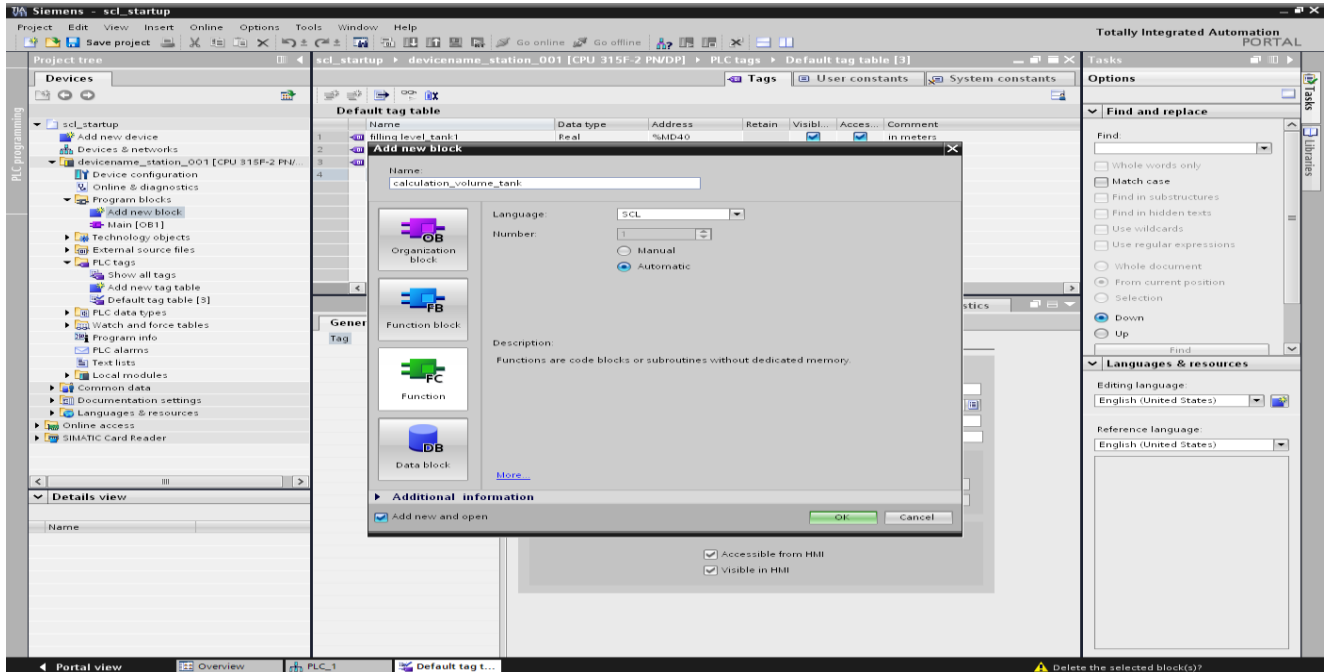 Siemens - scl_startup
Project Edit View Insert Online Options Tools Window Help
Totally Integrated Automation
PORTAL
Save project
Go online
Go offline
Project tree
scl_startup ▸ devicename_station_001 [CPU 315F-2 PN/DP] ▸ PLC tags ▸ Default tag table [3]
Tasks
Devices
Tags
User constants
System constants
Options
Default tag table
Find and replace
Name Data type Address Retain Visibl... Acces... Comment
1 filling level_tank1 Real %MD40 in meters
2
3
4
scl_startup
Add new device
Devices & networks
devicename_station_001 [CPU 315F-2 PN/...
Device configuration
Online & diagnostics
Program blocks
Add new block
Main [OB1]
Technology objects
External source files
PLC tags
Show all tags
Add new tag table
Default tag table [3]
PLC data types
Watch and force tables
Program info
PLC alarms
Text lists
Local modules
Common data
Documentation settings
Languages & resources
Online access
SIMATIC Card Reader
Details view
Name
PLC programming
Add new block
Name:
calculation_volume_tank
OB
Organization
block
FB
Function block
FC
Function
DB
Data block
Language: SCL
Number: 1
Manual
Automatic
Description:
Functions are code blocks or subroutines without dedicated memory.
More...
Additional information
Add new and open
OK
Cancel
Gener
Tag
stics
Accessible from HMI
Visible in HMI
Find:
Whole words only
Match case
Find in substructures
Find in hidden texts
Use wildcards
Use regular expressions
Whole document
From current position
Selection
Down
Up
Find
Languages & resources
Editing language:
English (United States)
Reference language:
English (United States)
Tasks
Libraries
Portal view
Overview
PLC_1
Default tag t...
Delete the selected block(s)?